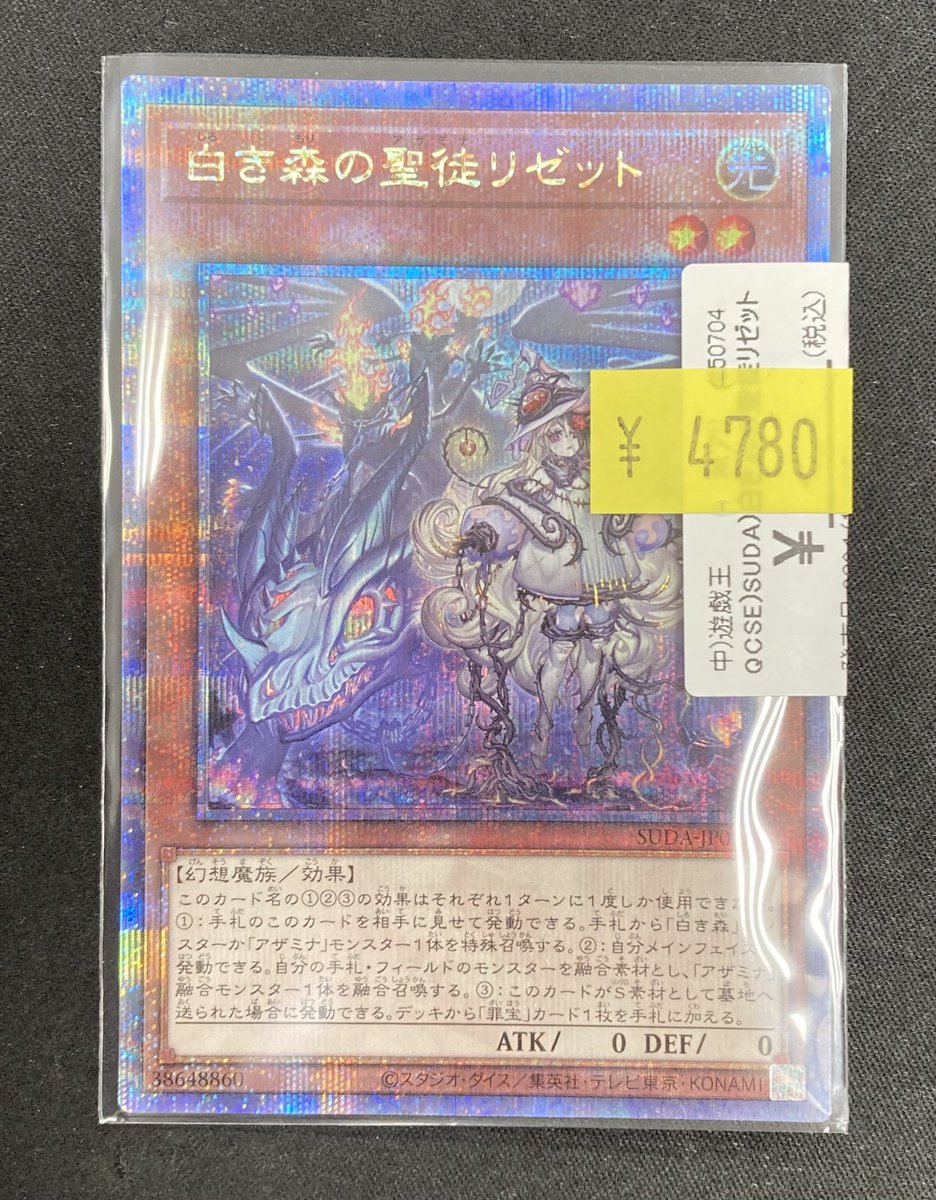 白き森の聖徒リゼット
光
50704
リゼット
(税込)
¥ 4780
¥
中)遊戯王
QCSE)SUDA)
SUDA-JP0
【幻想魔族/効果】
このカード名の①②③の効果はそれぞれ1ターンに1度しか使用できな
①:手札のこのカードを相手に見せて発動できる。手札から「白き森」
スターか「アザミナ」モンスター1体を特殊召喚する。②:自分メインフェイズ
発動できる。自分の手札・フィールドのモンスターを融合素材とし、「アザミナ」
融合モンスター1体を融合召喚する。③:このカードがS素材として墓地へ
送られた場合に発動できる。デッキから「罪宝」カード1枚を手札に加える。
ATK/ 0 DEF/ 0
38648860
©スタジオ・ダイス/集英社・テレビ東京・KONAMI